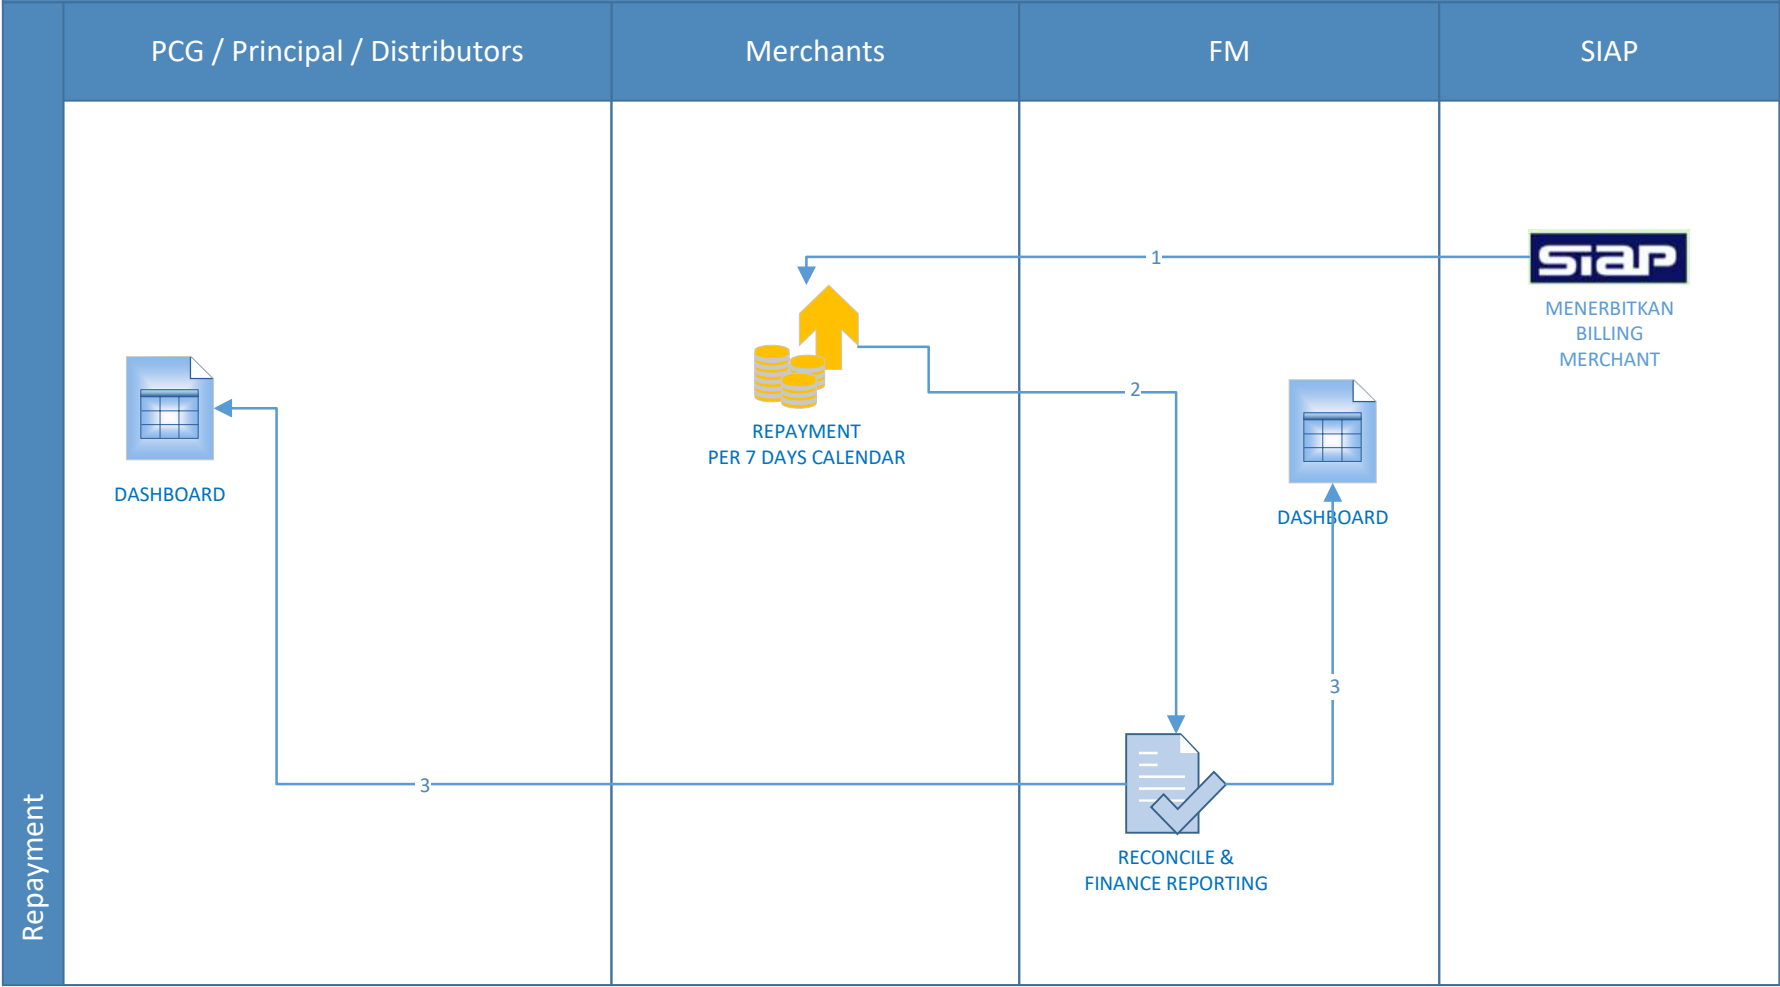 PCG / Principal / Distributors
Merchants
FM
SIAP
1
siap
MENERBITKAN
BILLING
MERCHANT
2
REPAYMENT
PER 7 DAYS CALENDAR
DASHBOARD
DASHBOARD
3
3
RECONCILE &
FINANCE REPORTING
Repayment